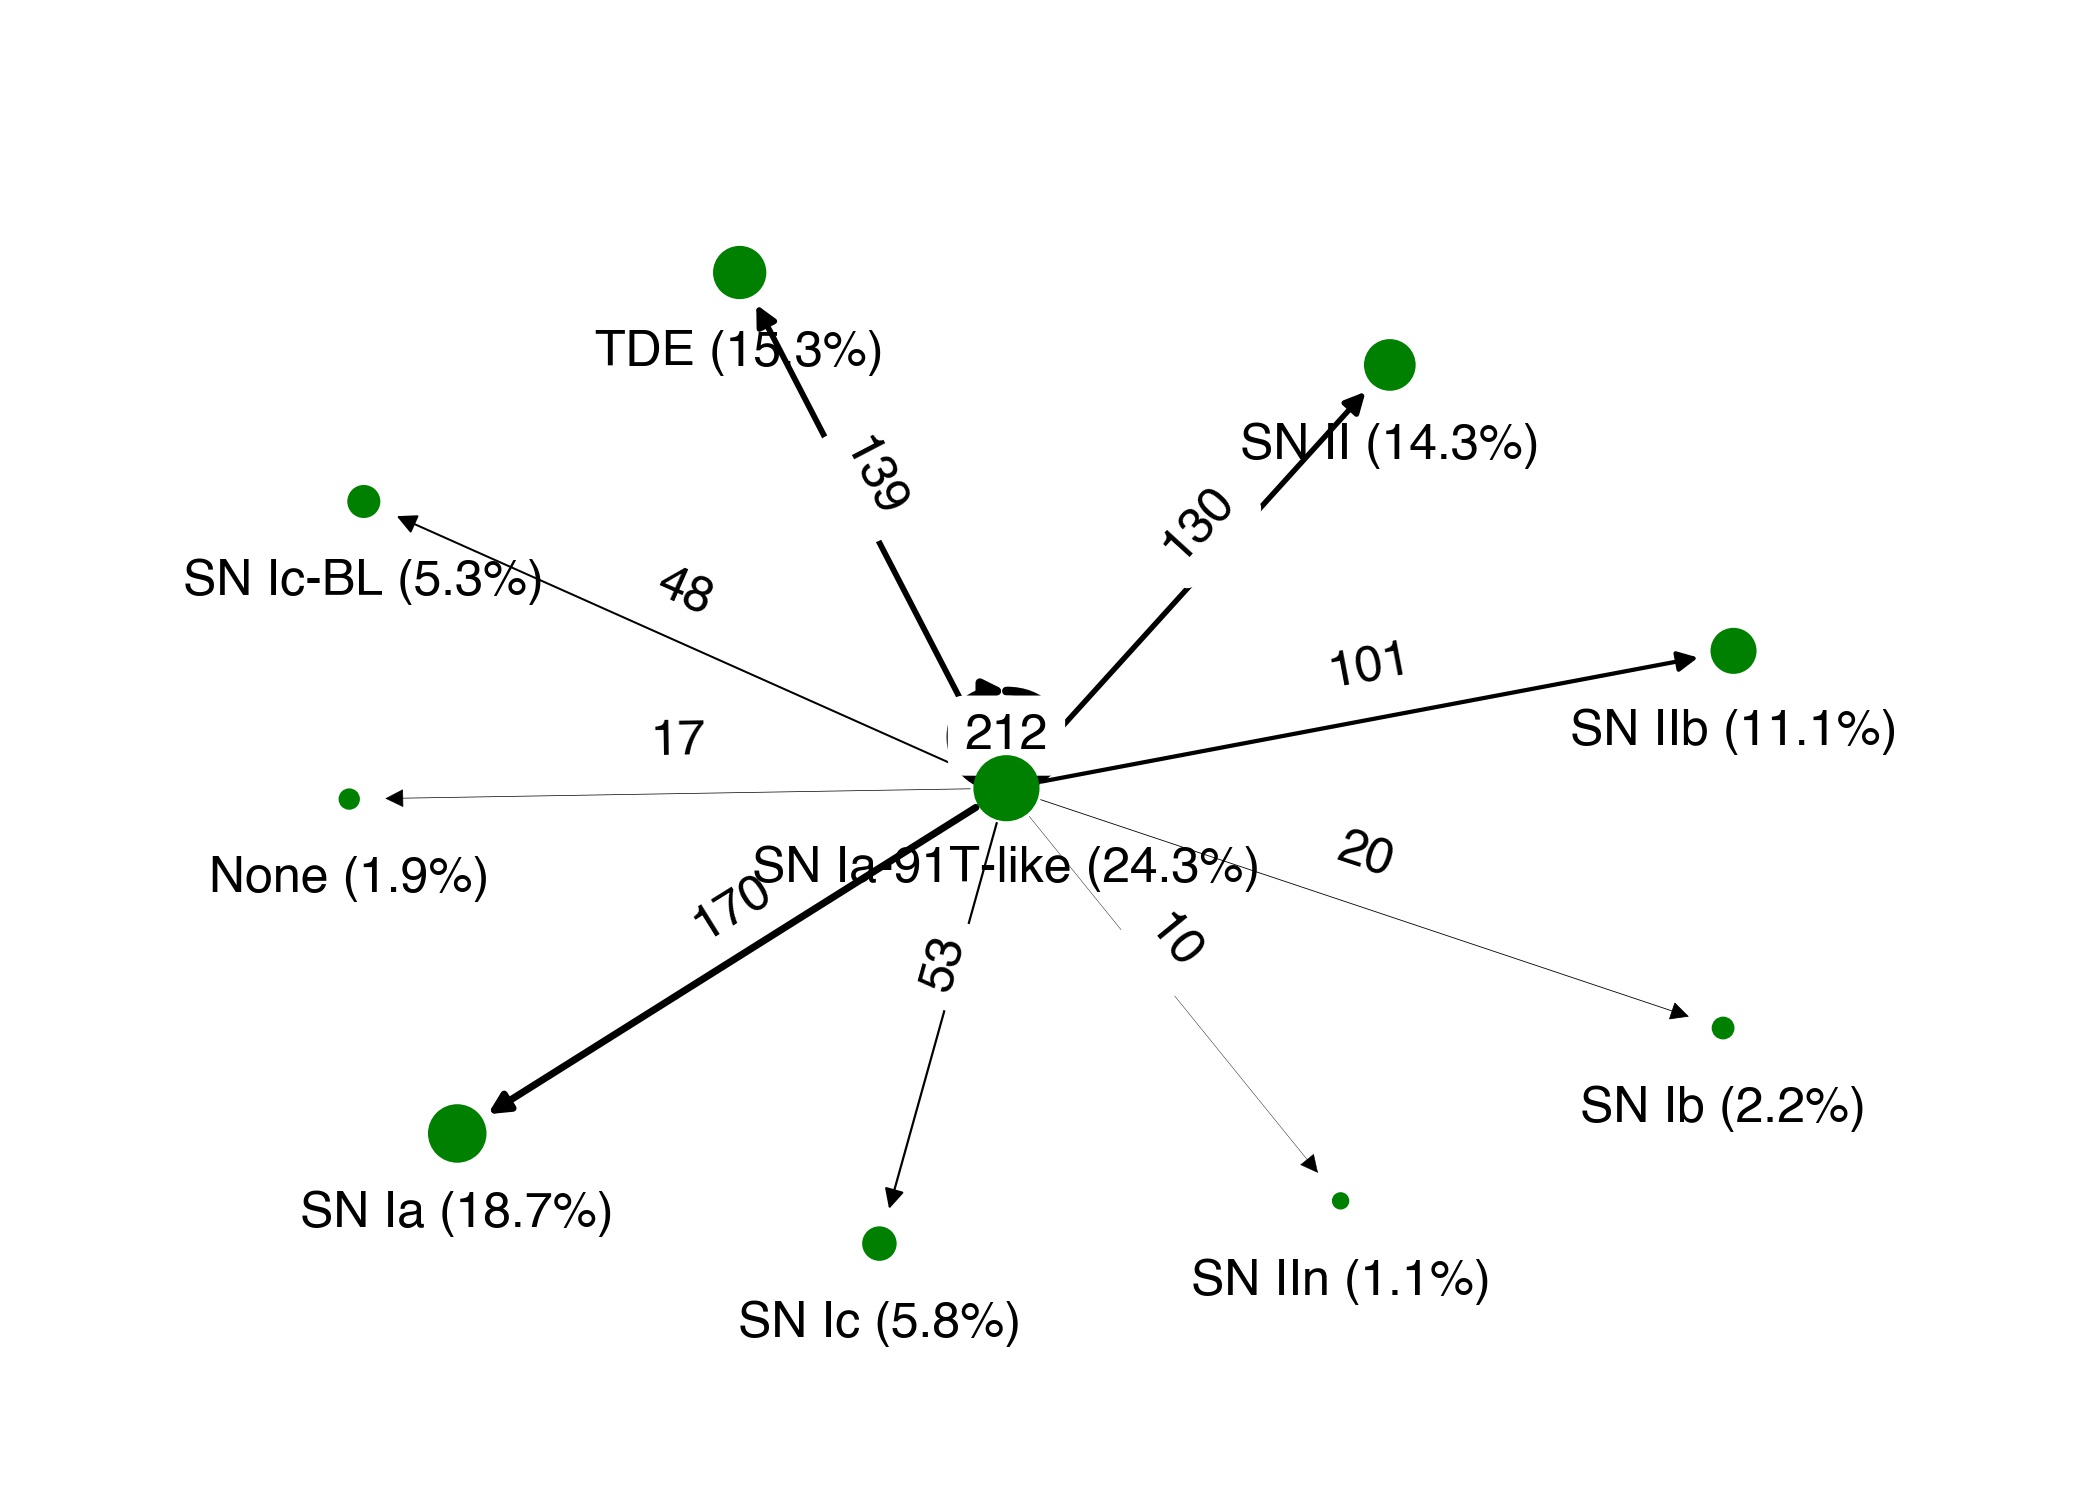 TDE (15.3%)
SN II (14.3%)
139
130
SN Ic-BL (5.3%)
48
101
SN IIb (11.1%)
17
212
None (1.9%)
SN Ia-91T-like (24.3%)
20
170
53
10
SN Ib (2.2%)
SN Ia (18.7%)
SN IIn (1.1%)
SN Ic (5.8%)